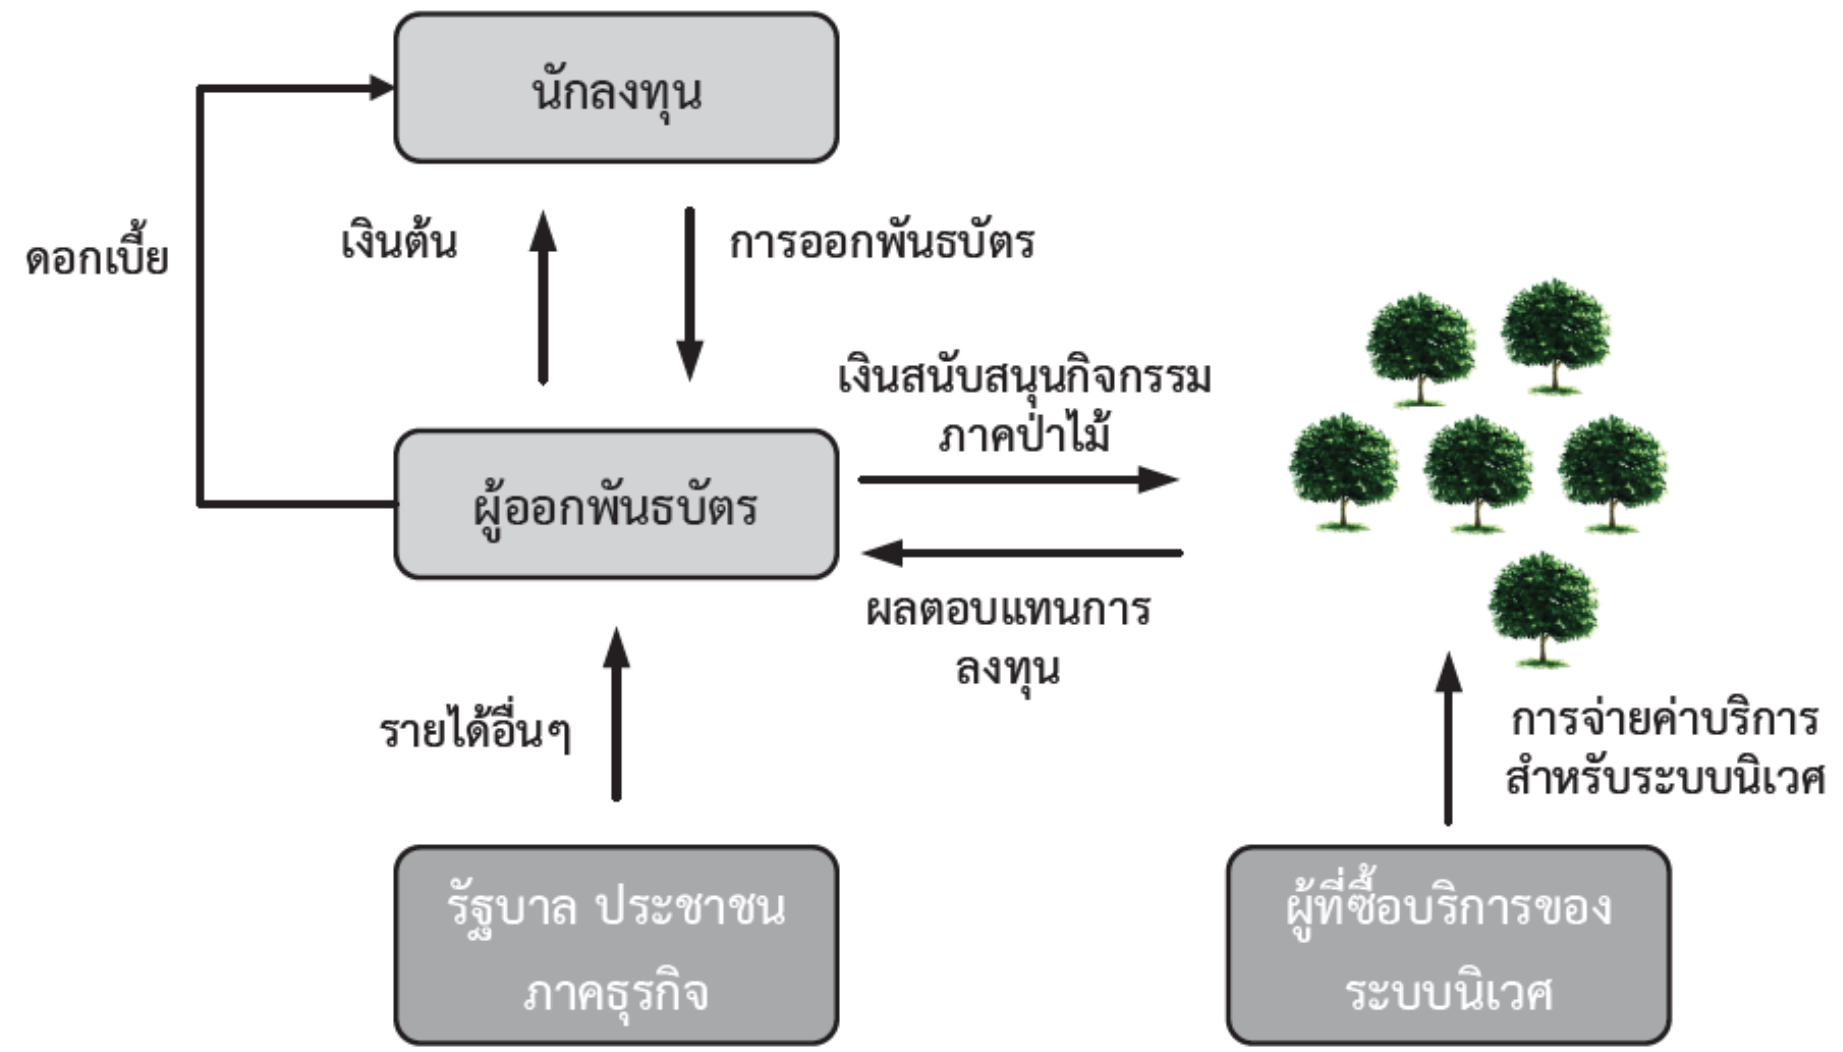 นักลงทุน
ดอกเบี้ย
เงินต้น
การออกพันธบัตร
เงินสนับสนุนกิจกรรม
ภาคป่าไม้
ผู้ออกพันธบัตร
ผลตอบแทนการ
ลงทุน
รายได้อื่นๆ
การจ่ายค่าบริการ
สำหรับระบบนิเวศ
รัฐบาล ประชาชน
ภาคธุรกิจ
ผู้ที่ซื้อบริการของ
ระบบนิเวศ